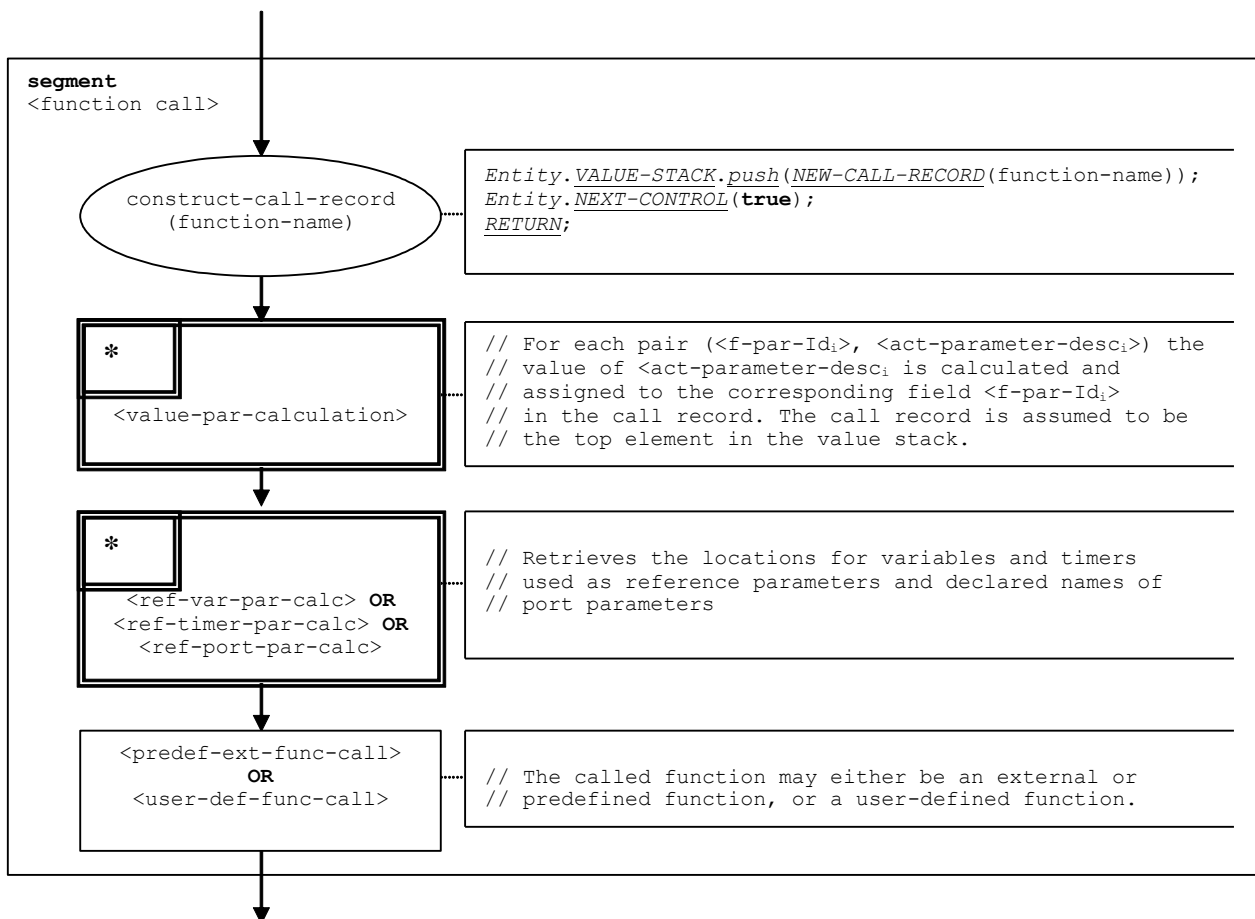 segment
<function call>
construct-call-record
(function-name)
Entity.VALUE-STACK.push(NEW-CALL-RECORD(function-name));
Entity.NEXT-CONTROL(true);
RETURN;
*
<value-par-calculation>
// For each pair (<f-par-Idi>, <act-parameter-desci>) the
// value of <act-parameter-desci is calculated and
// assigned to the corresponding field <f-par-Idi>
// in the call record. The call record is assumed to be
// the top element in the value stack.
*
<ref-var-par-calc> OR
<ref-timer-par-calc> OR
<ref-port-par-calc>
// Retrieves the locations for variables and timers
// used as reference parameters and declared names of
// port parameters
<predef-ext-func-call>
OR
<user-def-func-call>
// The called function may either be an external or
// predefined function, or a user-defined function.